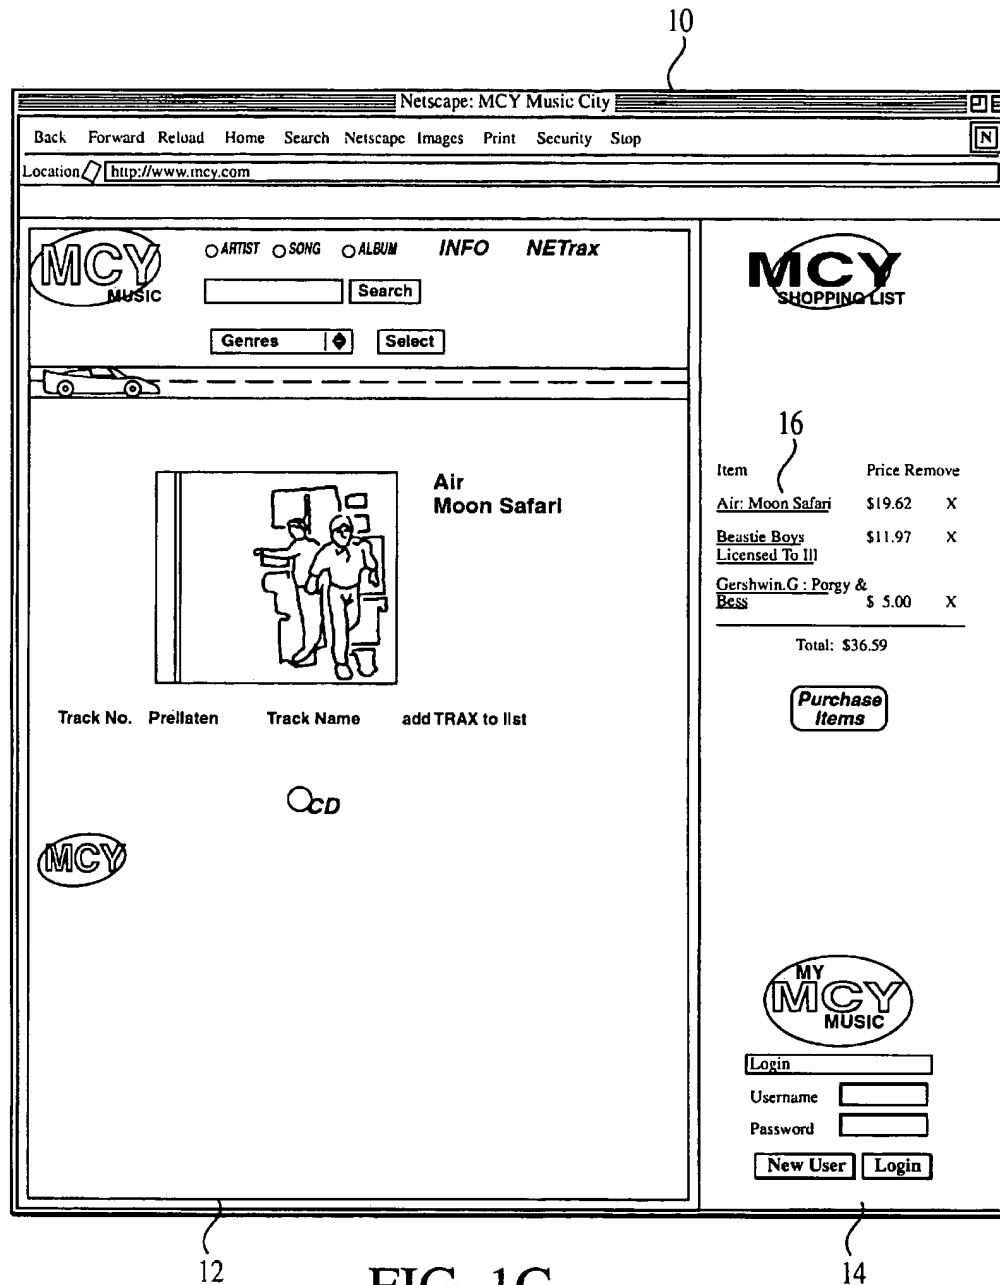 10
Netscape: MCY Music City
Back Forward Reload Home Search Netscape Images Print Security Stop
N
Location http://www.mcy.com
MCY
MUSIC
ARTIST SONG ALBUM INFO NETrax
Search
Genres Select
Air
Moon Safari
Track No. Prellaten Track Name add TRAX to list
CD
MCY
MCY
SHOPPING LIST
16
Item Price Remove
Air: Moon Safari $19.62 X
Beastie Boys $11.97 X
Licensed To Ill
Gershwin.G : Porgy &
Bess $ 5.00 X
Total: $36.59
Purchase
Items
MY
MCY
MUSIC
Login
Username
Password
New User Login
12
14
FIG. 1C